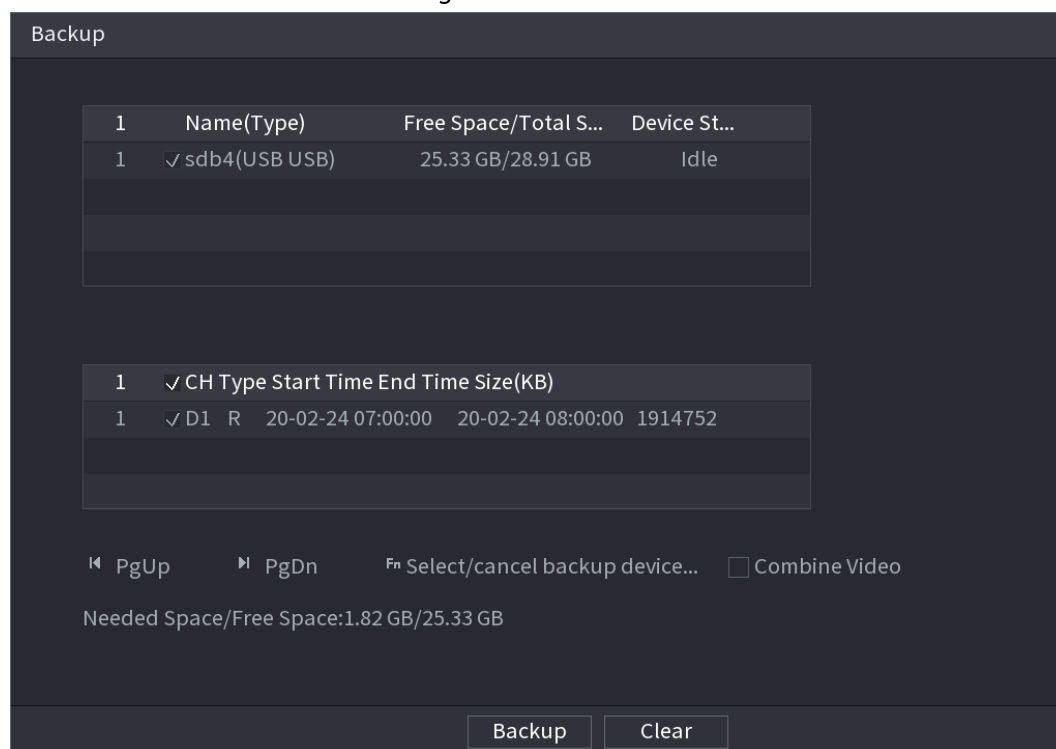 Backup
1 Name(Type) Free Space/Total S... Device St...
1 sdb4(USB USB) 25.33 GB/28.91 GB Idle
1 CH Type Start Time End Time Size(KB)
1 D1 R 20-02-24 07:00:00 20-02-24 08:00:00 1914752
PgUp PgDn Fn Select/cancel backup device... Combine Video
Needed Space/Free Space:1.82 GB/25.33 GB
Backup Clear